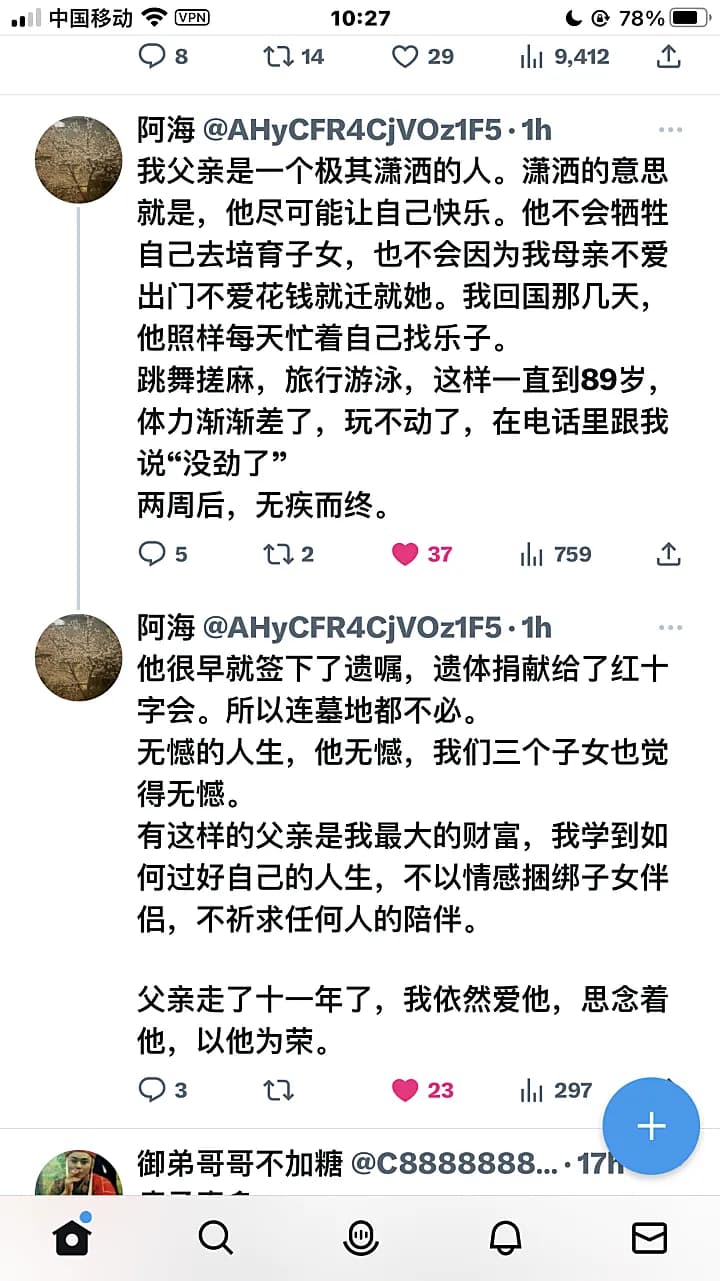 中国移动 VPN 10:27 78%
8 14 29 9,412
阿海 @AHyCFR4CjVOz1F5 · 1h
我父亲是一个极其潇洒的人。潇洒的意思
就是，他尽可能让自己快乐。他不会牺牲
自己去培育子女，也不会因为我母亲不爱
出门不爱花钱就迁就她。我回国那几天，
他照样每天忙着自己找乐子。
跳舞搓麻，旅行游泳，这样一直到89岁，
体力渐渐差了，玩不动了，在电话里跟我
说“没劲了”
两周后，无疾而终。
5 2 37 759
阿海 @AHyCFR4CjVOz1F5 · 1h
他很早就签下了遗嘱，遗体捐献给了红十
字会。所以连墓地都不必。
无憾的人生，他无憾，我们三个子女也觉
得无憾。
有这样的父亲是我最大的财富，我学到如
何过好自己的人生，不以情感捆绑子女伴
侣，不祈求任何人的陪伴。
父亲走了十一年了，我依然爱他，思念着
他，以他为荣。
3 23 297
御弟哥哥不加糖 @C8888888... · 17h